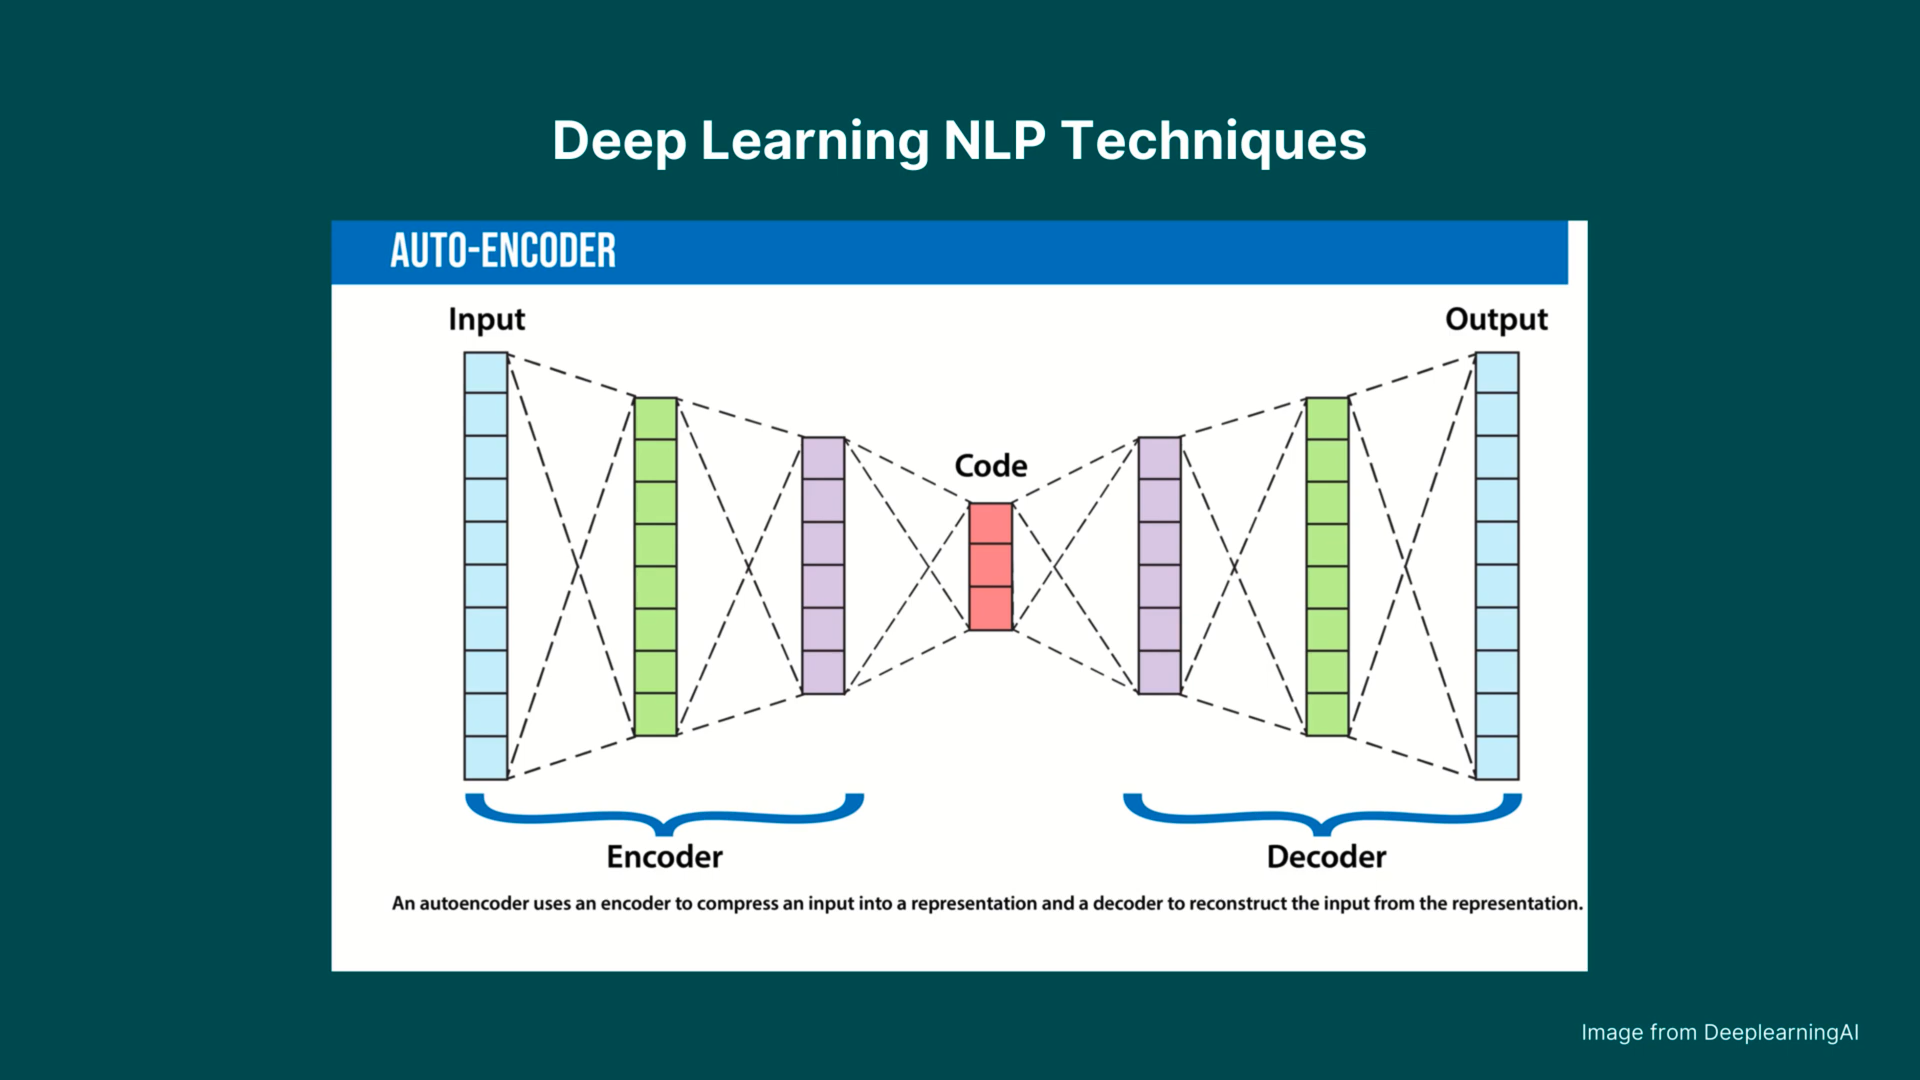 Deep Learning NLP Techniques
AUTO-ENCODER
Input
Output
Code
Encoder
Decoder
An autoencoder uses an encoder to compress an input into a representation and a decoder to reconstruct the input from the representation.
Image from DeeplearningAI